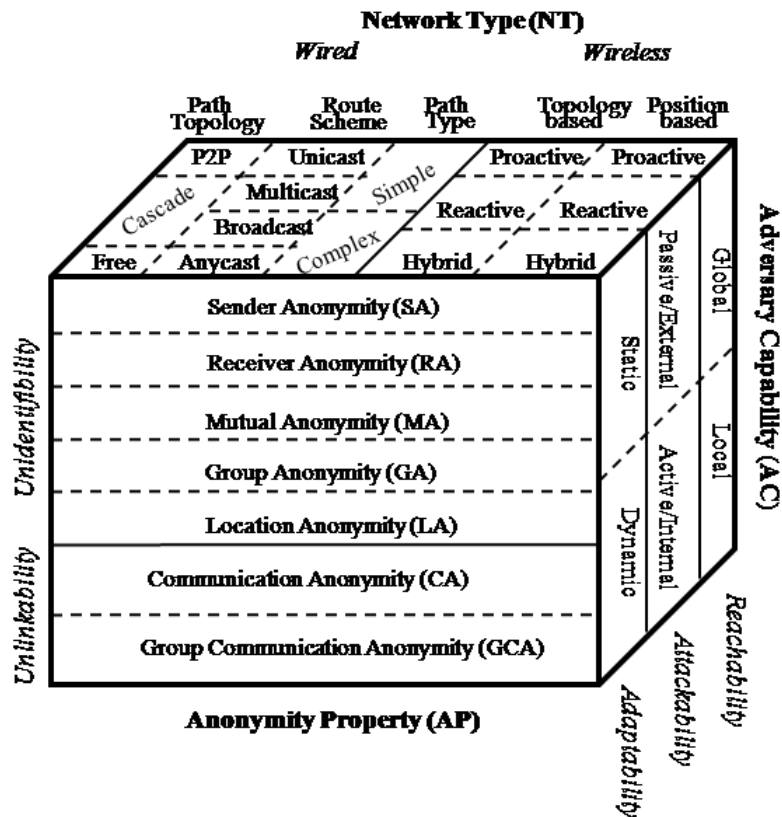 Network Type (NT)
Wired
Wireless
Path Topology
Route Scheme
Path Type
Topology based
Position based
P2P
Unicast
Proactive
Proactive
Cascade
Multicast
Simple
Reactive
Reactive
Broadcast
Free
Anycast
Complex
Hybrid
Hybrid
Unidentifibility
Unlinkability
Sender Anonymity (SA)
Receiver Anonymity (RA)
Mutual Anonymity (MA)
Group Anonymity (GA)
Location Anonymity (LA)
Communication Anonymity (CA)
Group Communication Anonymity (GCA)
Anonymity Property (AP)
Static
Dynamic
Passive/External
Active/Internal
Global
Local
Adversary Capability (AC)
Adaptability
Attackability
Reachability